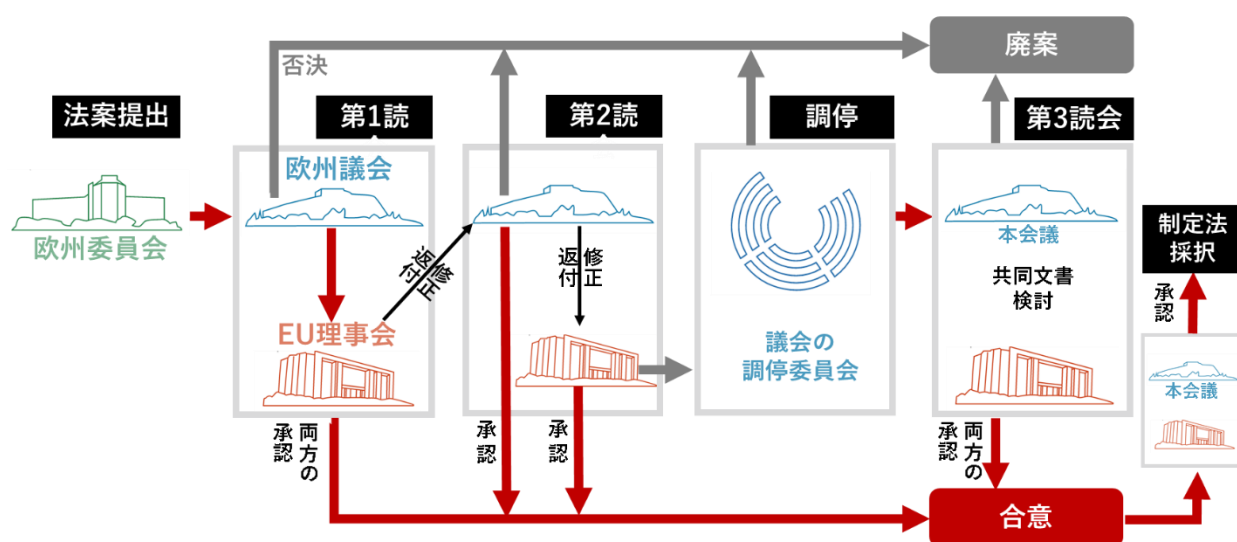 廃案
否決
法案提出
第1読
第2読
調停
第3読会
欧州議会
欧州委員会
修正
返付
修正
返付
本会議
共同文書
検討
制定法
採択
承認
EU理事会
議会の
調停委員会
本会議
両方の
承認
承認
承認
両方の
承認
合意